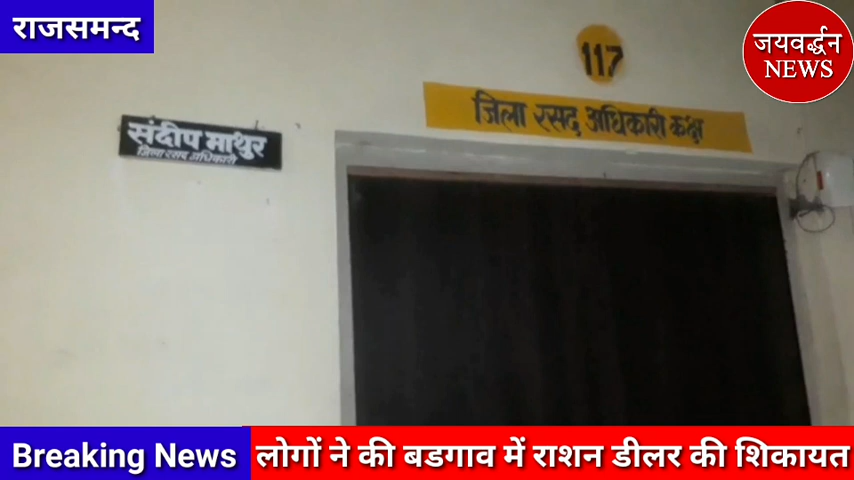 राजसमन्द
जयवर्द्धन
NEWS
117
जिला रसद अधिकारी कक्ष
संदीप माथुर
जिला रसद अधिकारी
Breaking News
लोगों ने की बडगाव में राशन डीलर की शिकायत